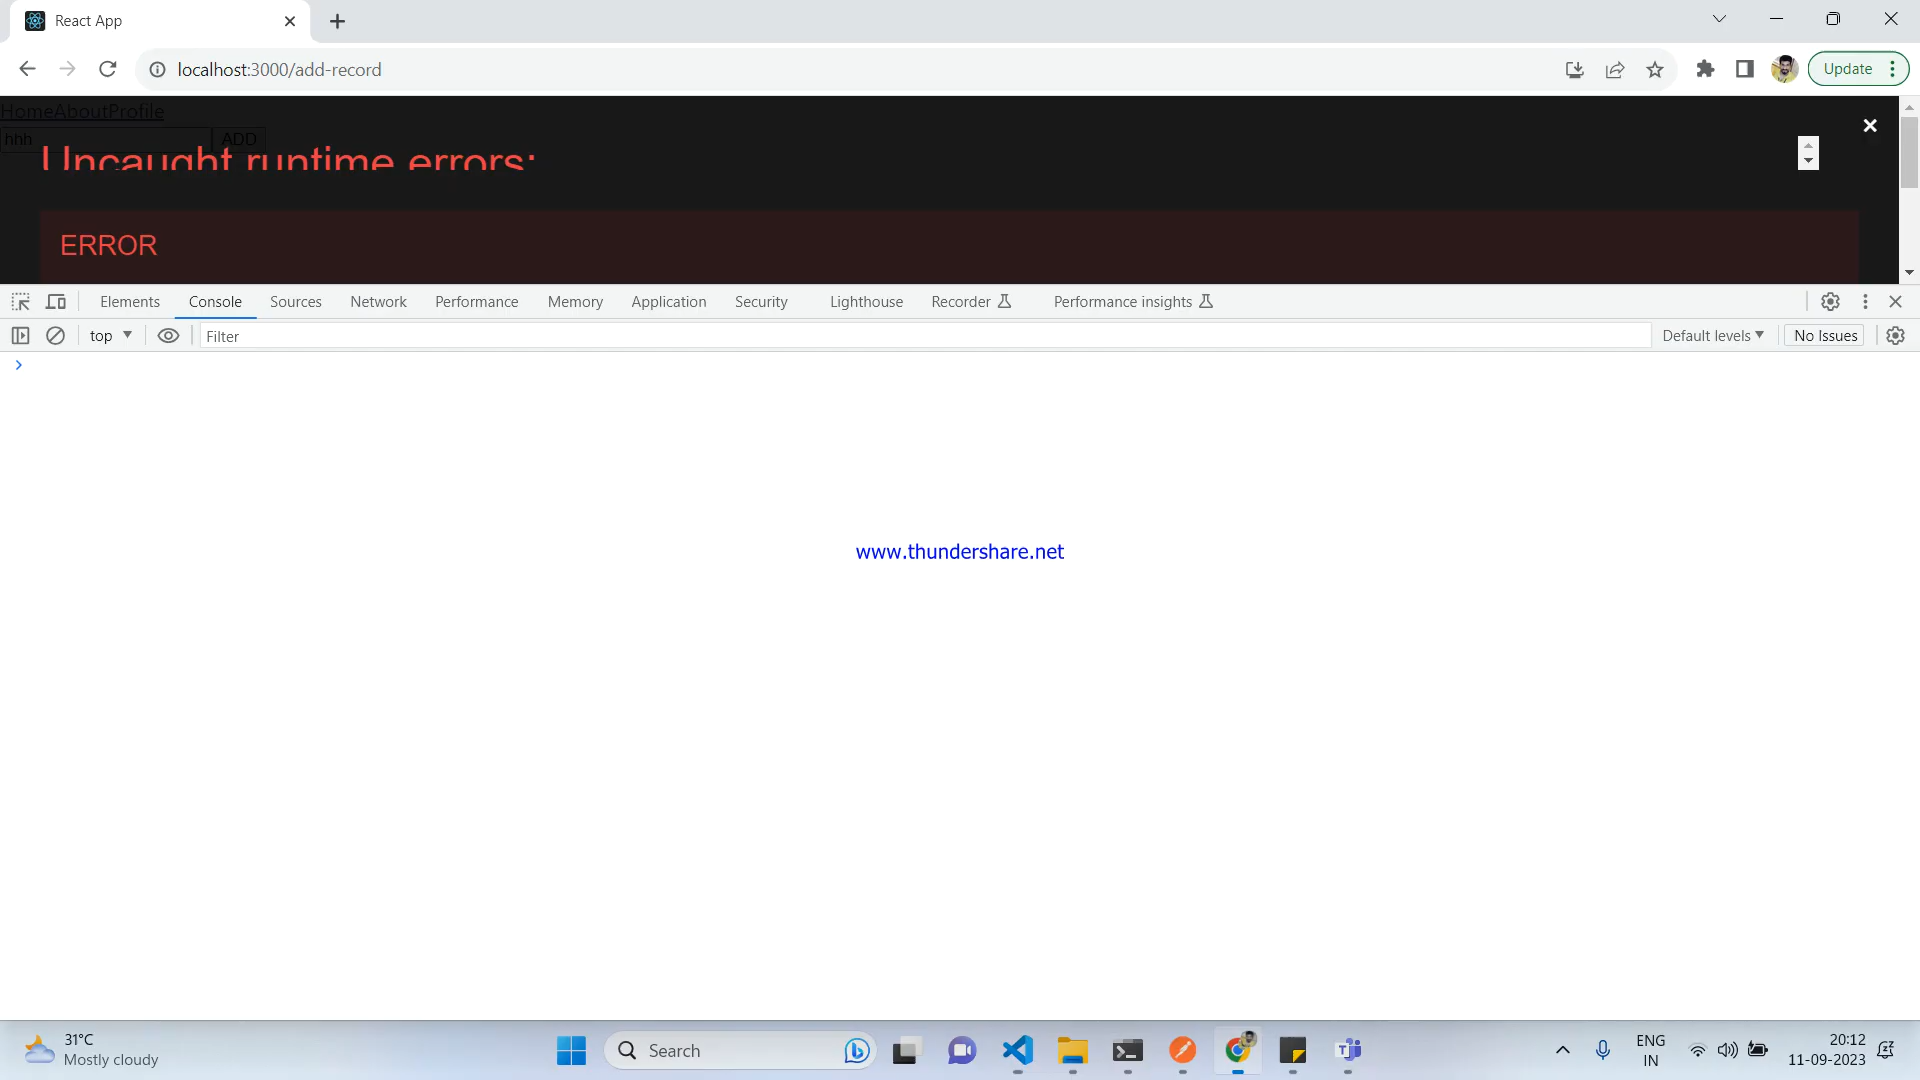 React App
localhost:3000/add-record
Update
HomeAboutProfile
hhh ADD
Uncaught runtime errors:
ERROR
Elements Console Sources Network Performance Memory Application Security Lighthouse Recorder Performance insights
top Filter Default levels No Issues
www.thundershare.net
31°C
Mostly cloudy
Search
ENG
IN
20:12
11-09-2023